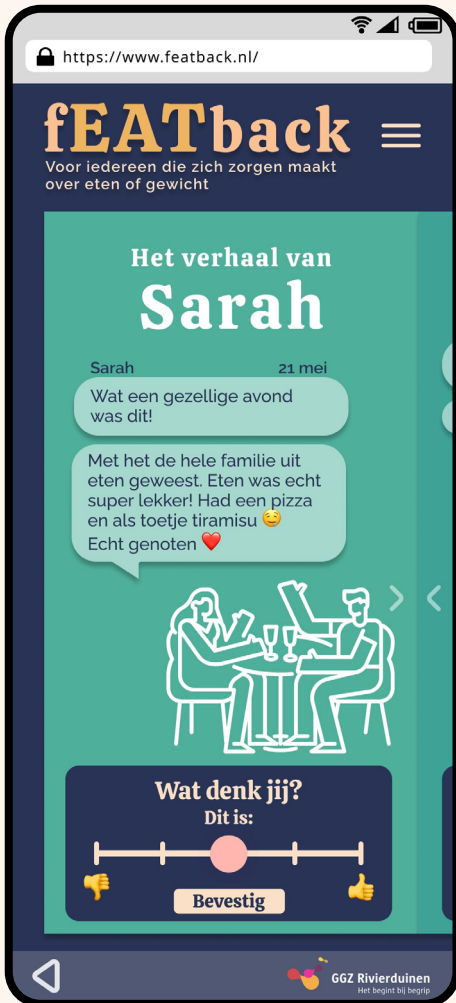 https://www.featback.nl/
fEATback
Voor iedereen die zich zorgen maakt
over eten of gewicht
Het verhaal van
Sarah
Sarah 21 mei
Wat een gezellige avond
was dit!
Met het de hele familie uit
eten geweest. Eten was echt
super lekker! Had een pizza
en als toetje tiramisu 🤤
Echt genoten ❤️
Wat denk jij?
Dit is:
👎 👍
Bevestig
GGZ Rivierduinen
Het begint bij begrip